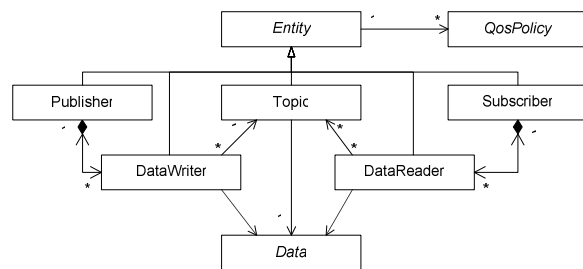 Entity
*
QosPolicy
Publisher
Topic
Subscriber
*
*
*
*
DataWriter
DataReader
Data